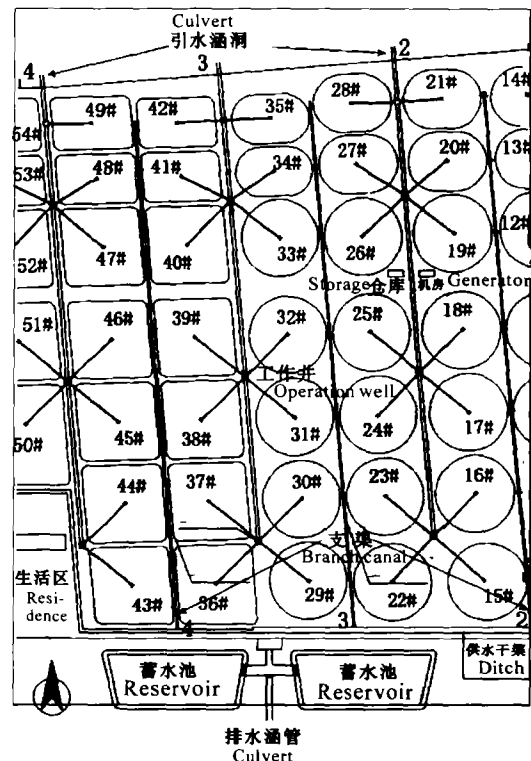 Culvert
引水涵洞
4
3
2
49#
42#
35#
28#
21#
14#
54#
53#
48#
41#
34#
27#
20#
13#
52#
47#
40#
33#
26#
19#
12#
Storage仓库
机房 Generator
51#
46#
39#
32#
25#
18#
工作井
Operation well
50#
45#
38#
31#
24#
17#
44#
37#
30#
23#
16#
支渠
Branch canal
生活区
Resi-
dence
43#
36#
29#
22#
15#
4
3
2
供水干渠
Ditch
蓄水池
Reservoir
蓄水池
Reservoir
排水涵管
Culvert